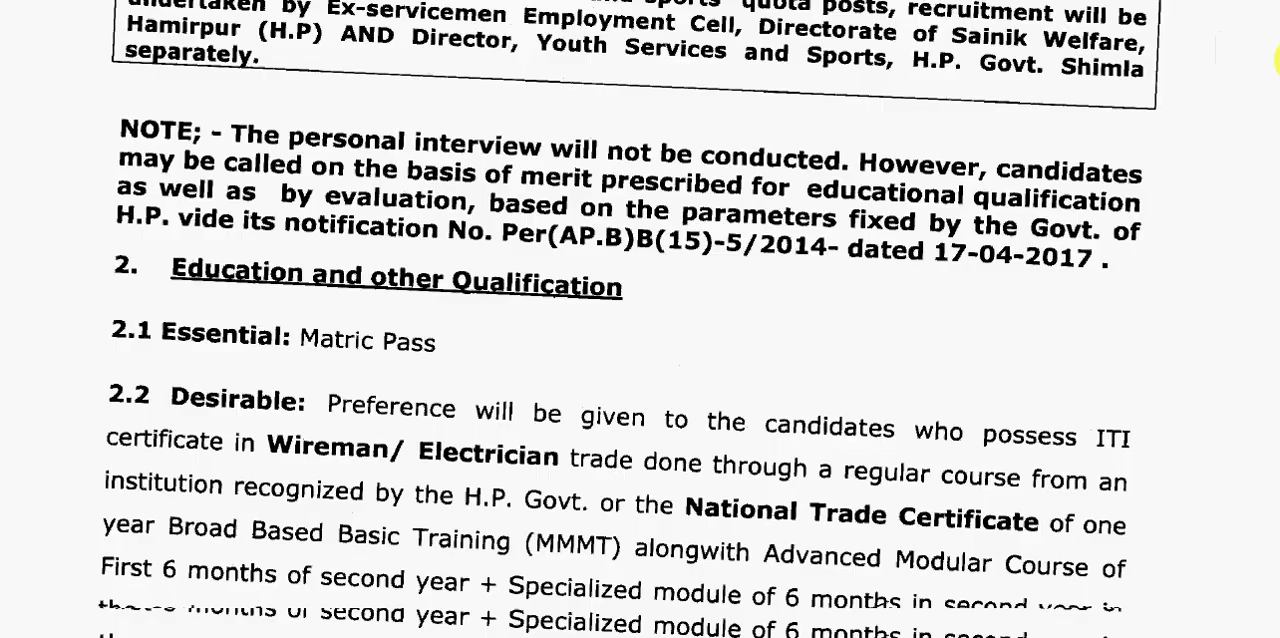 undertaken by Ex-servicemen Employment Cell, Directorate of Sainik Welfare,
quota posts, recruitment will be
Hamirpur (H.P) AND Director, Youth Services and Sports, H.P. Govt. Shimla
separately.
NOTE; - The personal interview will not be conducted. However, candidates
may be called on the basis of merit prescribed for educational qualification
as well as by evaluation, based on the parameters fixed by the Govt. of
H.P. vide its notification No. Per(AP.B)B(15)-5/2014- dated 17-04-2017 .
2. Education and other Qualification
2.1 Essential: Matric Pass
2.2 Desirable: Preference will be given to the candidates who possess ITI
certificate in Wireman/ Electrician trade done through a regular course from an
institution recognized by the H.P. Govt. or the National Trade Certificate of one
year Broad Based Basic Training (MMMT) alongwith Advanced Modular Course of
First 6 months of second year + Specialized module of 6 months in second year in
months of second year + Specialized module of 6 months in second